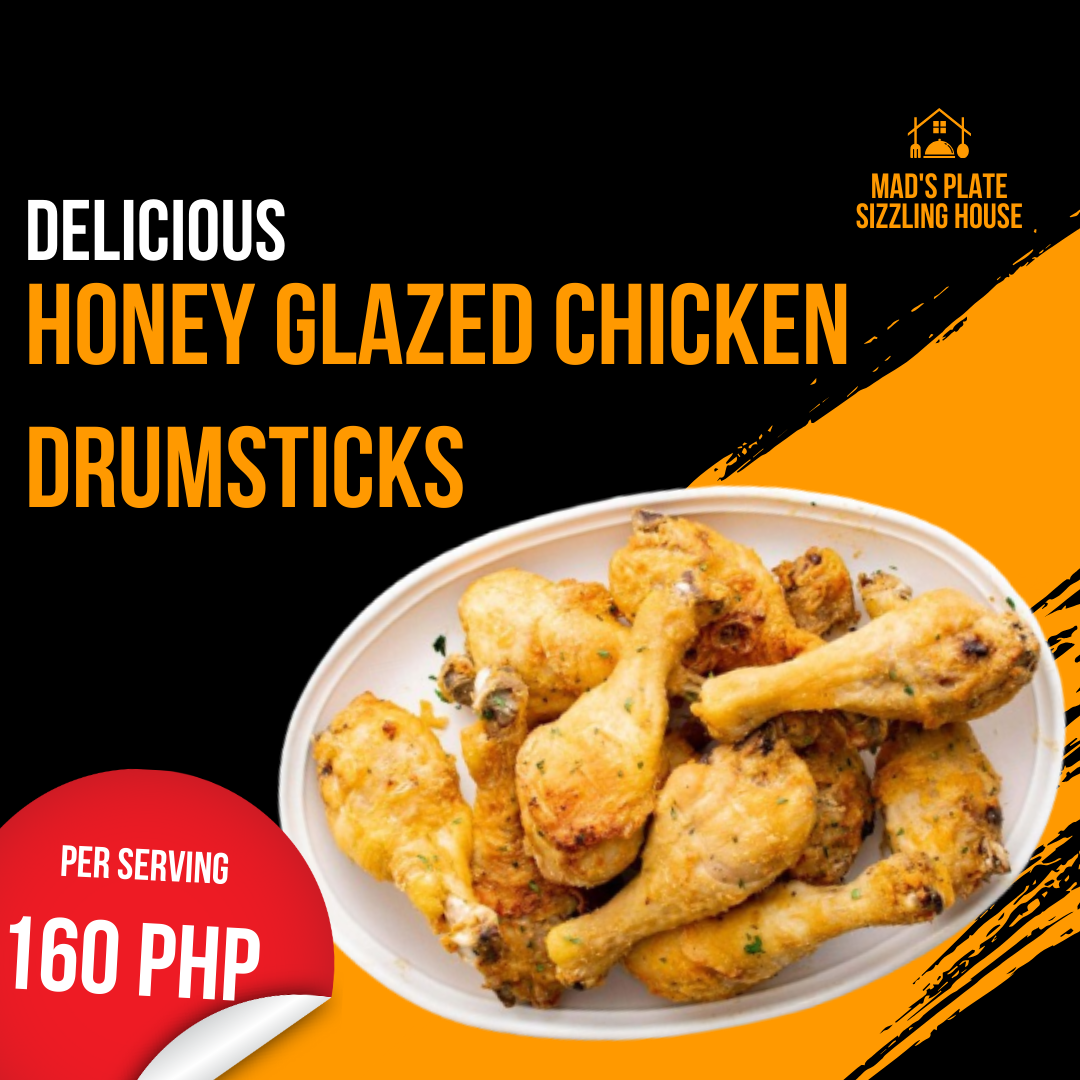 MAD'S PLATE
SIZZLING HOUSE
DELICIOUS
HONEY GLAZED CHICKEN
DRUMSTICKS
PER SERVING
160 PHP